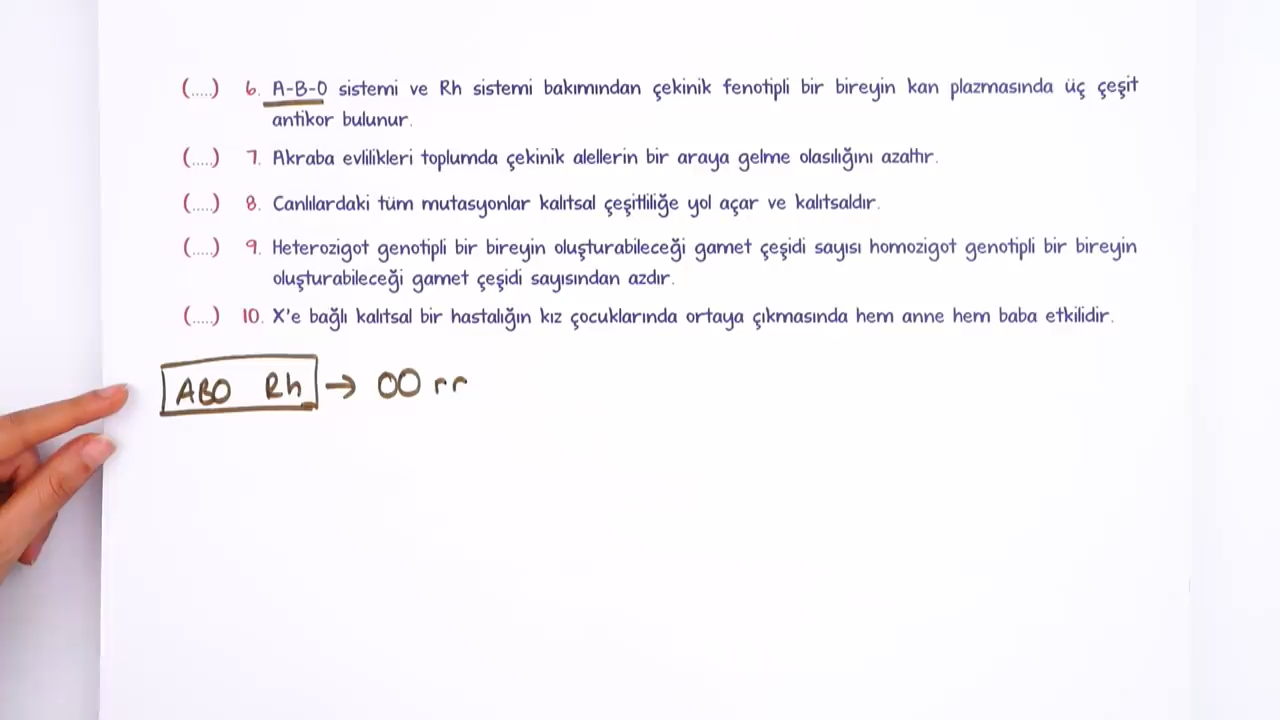 (.....) 6. A-B-0 sistemi ve Rh sistemi bakımından çekinik fenotipli bir bireyin kan plazmasında üç çeşit
antikor bulunur.
(.....) 7. Akraba evlilikleri toplumda çekinik alellerin bir araya gelme olasılığını azaltır.
(.....) 8. Canlılardaki tüm mutasyonlar kalıtsal çeşitliliğe yol açar ve kalıtsaldır.
(.....) 9. Heterozigot genotipli bir bireyin oluşturabileceği gamet çeşidi sayısı homozigot genotipli bir bireyin
oluşturabileceği gamet çeşidi sayısından azdır.
(.....) 10. X'e bağlı kalıtsal bir hastalığın kız çocuklarında ortaya çıkmasında hem anne hem baba etkilidir.
ABO Rh → OO rr